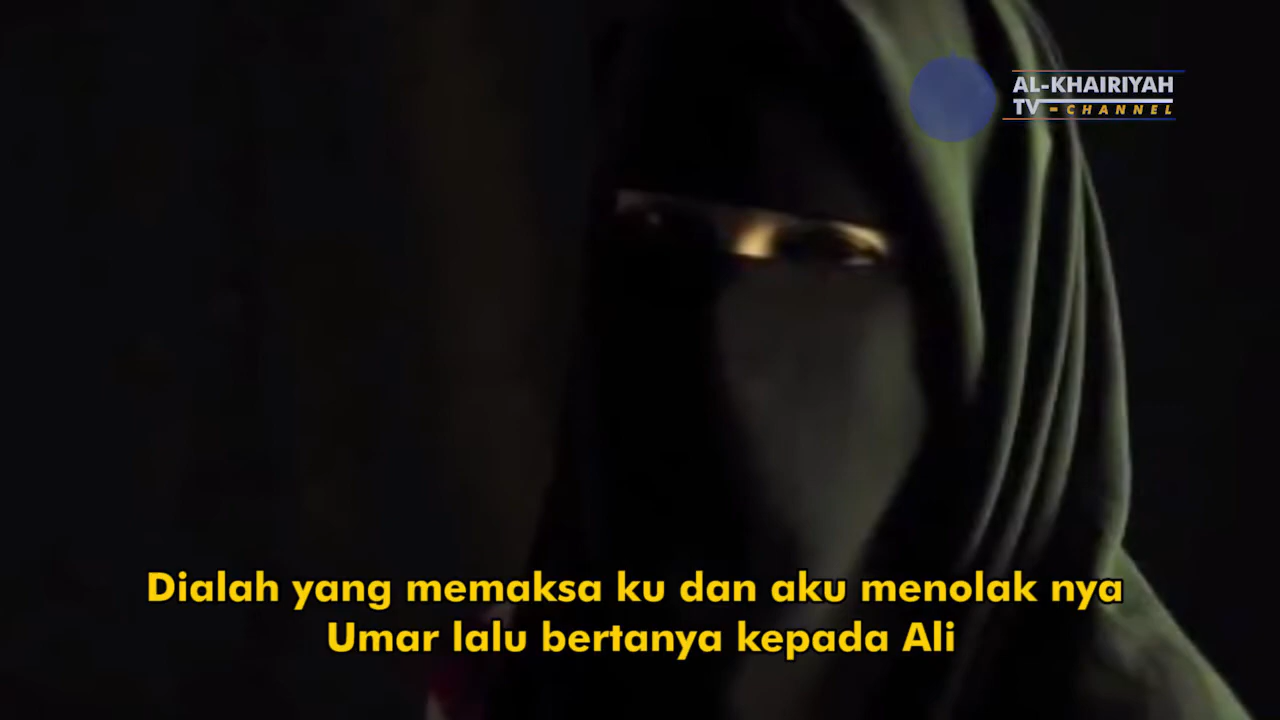 AL-KHAIRIYAH
TV - CHANNEL
Dialah yang memaksa ku dan aku menolak nya
Umar lalu bertanya kepada Ali